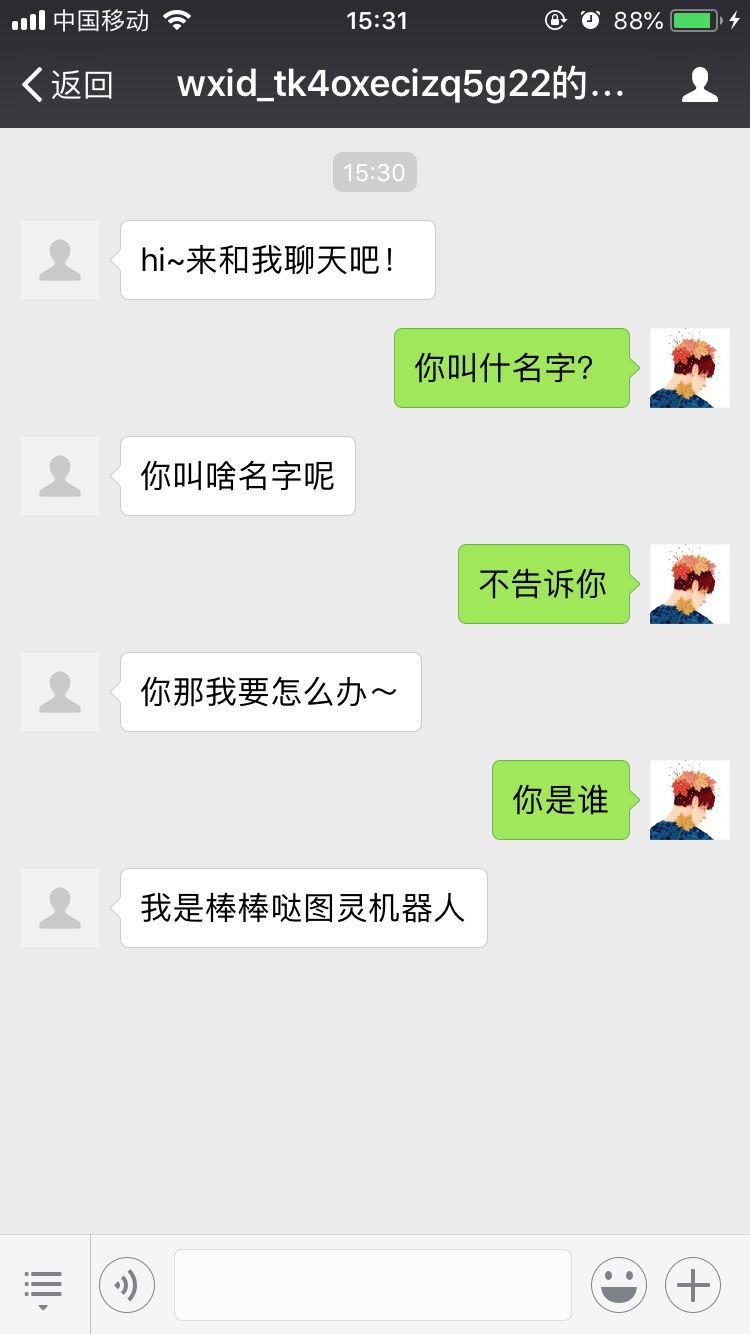 中国移动 15:31 88%
返回 wxid_tk4oxecizq5g22的...
15:30
hi~来和我聊天吧！
你叫什名字?
你叫啥名字呢
不告诉你
你那我要怎么办～
你是谁
我是棒棒哒图灵机器人